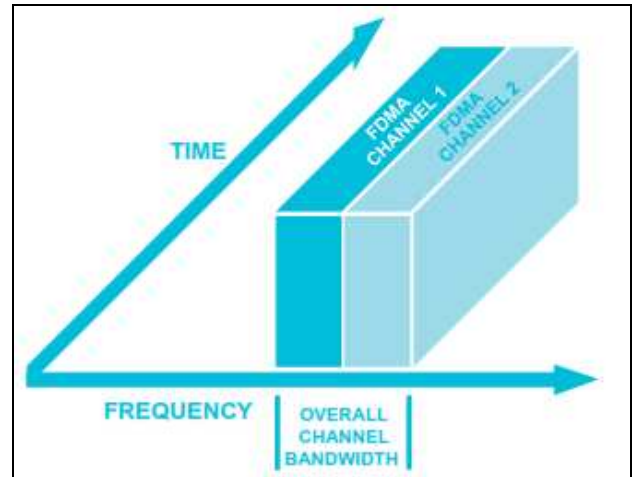 TIME
FDMA
CHANNEL 1
FDMA
CHANNEL 2
FREQUENCY
OVERALL
CHANNEL
BANDWIDTH